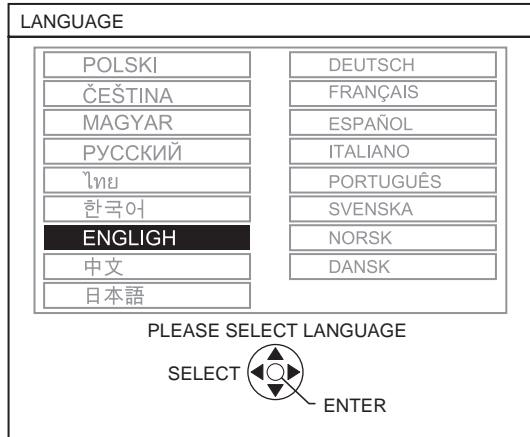 LANGUAGE
POLSKI
ČEŠTINA
MAGYAR
РУССКИЙ
ไทย
한국어
ENGLIGH
中文
日本語
DEUTSCH
FRANÇAIS
ESPAÑOL
ITALIANO
PORTUGUÊS
SVENSKA
NORSK
DANSK
PLEASE SELECT LANGUAGE
SELECT
ENTER